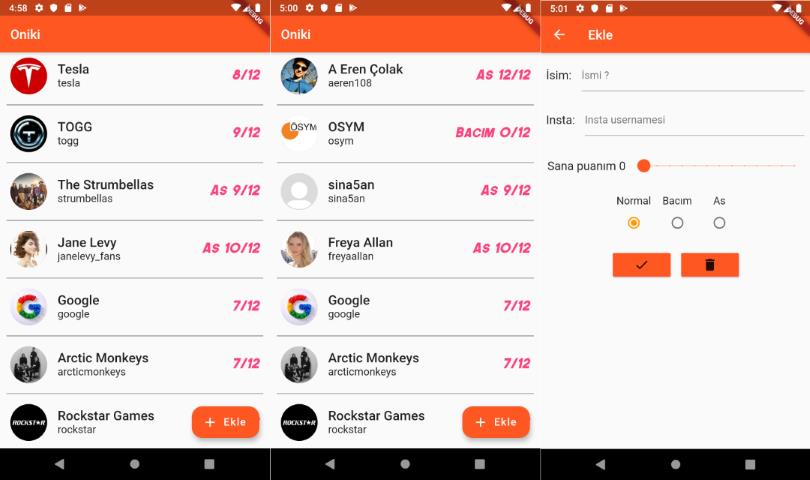 4:58
DEBUG
Oniki
Tesla
tesla
8/12
TOGG
togg
9/12
The Strumbellas
strumbellas
As 9/12
Jane Levy
janelevy_fans
As 10/12
Google
google
7/12
Arctic Monkeys
arcticmonkeys
7/12
ROCKSTAR
Rockstar Games
rockstar
+ Ekle
5:00
DEBUG
Oniki
A Eren Çolak
aeren108
As 12/12
ÖSYM
OSYM
osym
Bacım 0/12
sina5an
sina5an
As 9/12
Freya Allan
freyaallan
As 10/12
Google
google
7/12
Arctic Monkeys
arcticmonkeys
7/12
ROCKSTAR
Rockstar Games
rockstar
+ Ekle
5:01
DEBUG
Ekle
İsim: İsmi ?
Insta: Insta usernamesi
Sana puanım 0
Normal Bacım As